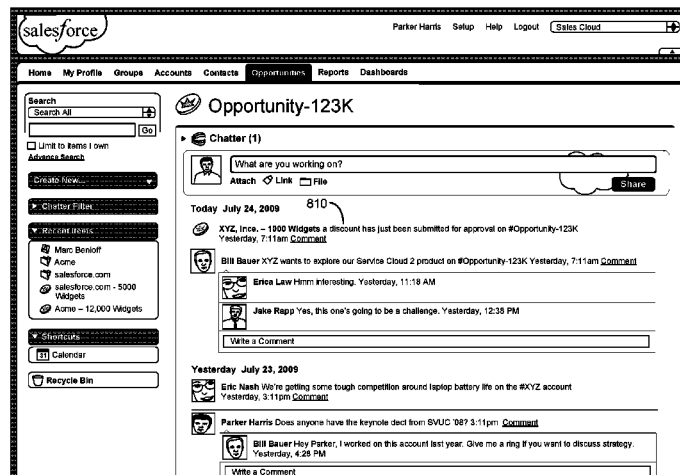 salesforce
Parker Harris Setup Help Logout Sales Cloud
Home My Profile Groups Accounts Contacts Opportunities Reports Dashboards
Search
Search All
Go
Limit to items I own
Advance Search
Create New...
Chatter Filter
Recent Items
Marc Benioff
Acme
salesforce.com
salesforce.com - 5000
Widgets
Acme – 12,000 Widgets
Shortcuts
31 Calendar
Recycle Bin
Opportunity-123K
Chatter (1)
What are you working on?
Attach Link File
Share
810
Today July 24, 2009
XYZ, Ince. – 1000 Widgets a discount has just been submitted for approval on #Opportunity-123K
Yesterday, 7:11am Comment
Bill Bauer XYZ wants to explore our Service Cloud 2 product on #Opportunity-123K Yesterday, 7:11am Comment
Erica Law Hmm interesting. Yesterday, 11:18 AM
Jake Rapp Yes, this one's going to be a challenge. Yesterday, 12:38 PM
Write a Comment
Yesterday July 23, 2009
Eric Nash We're getting some tough competition around laptop battery life on the #XYZ account
Yesterday, 3:11pm Comment
Parker Harris Does anyone have the keynote dect from SVUC '08? 3:11pm Comment
Bill Bauer Hey Parker, I worked on this account last year. Give me a ring if you want to discuss strategy.
Yesterday, 4:28 PM
Write a Comment